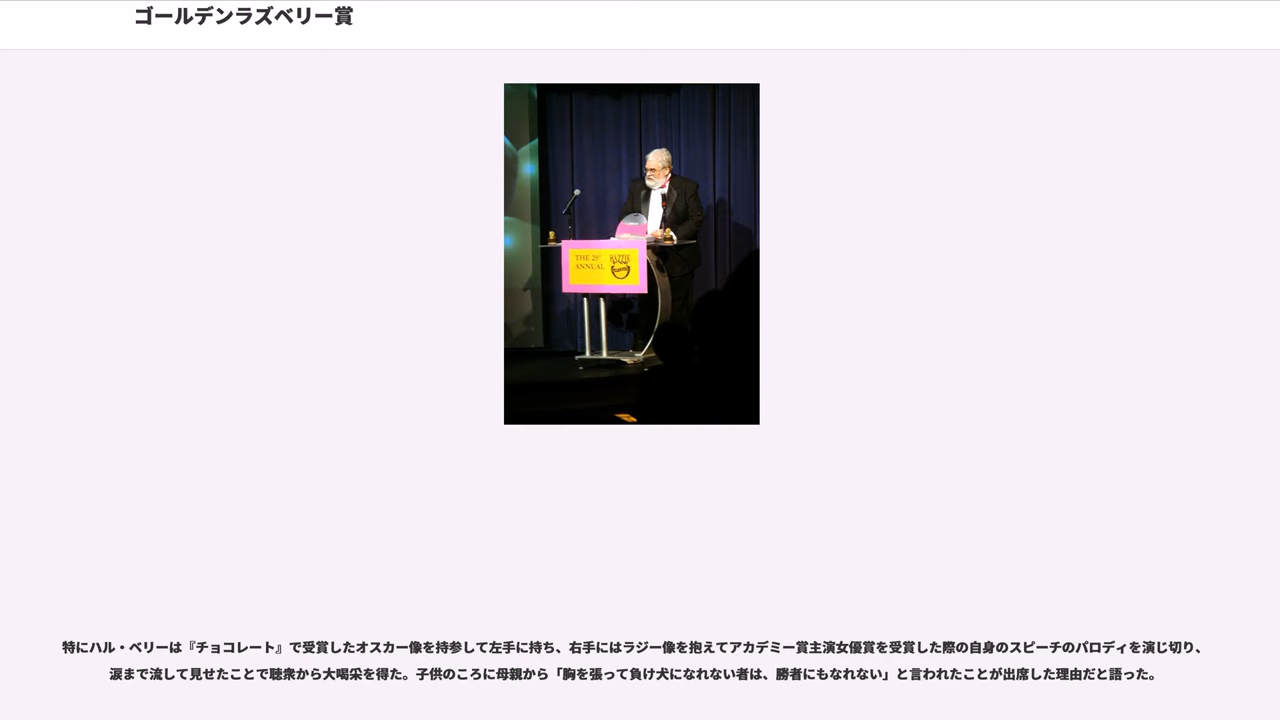 ゴールデンラズベリー賞
THE 29th
ANNUAL
RAZZIE
特にハル・ベリーは『チョコレート』で受賞したオスカー像を持参して左手に持ち、右手にはラジー像を抱えてアカデミー賞主演女優賞を受賞した際の自身のスピーチのパロディを演じ切り、
涙まで流して見せたことで聴衆から大喝采を得た。子供のころに母親から「胸を張って負け犬になれない者は、勝者にもなれない」と言われたことが出席した理由だと語った。